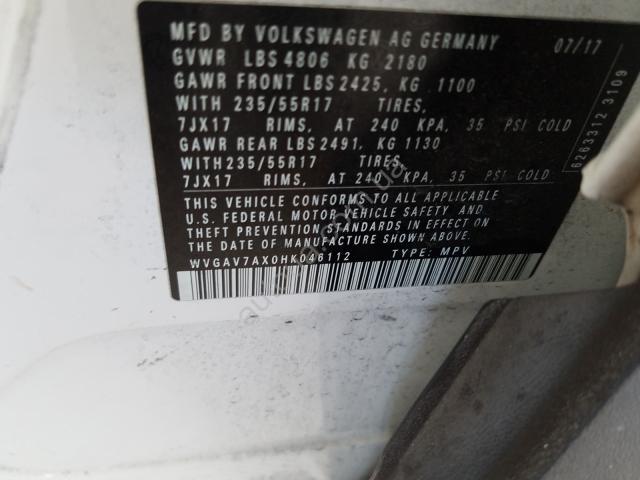 MFD BY VOLKSWAGEN AG GERMANY 07/17
GVWR LBS 4806 KG 2180
GAWR FRONT LBS 2425, KG 1100
WITH 235/55R17 TIRES,
7JX17 RIMS, AT 240 KPA, 35 PSI COLD
GAWR REAR LBS 2491, KG 1130
WITH 235/55R17 TIRES,
7JX17 RIMS, AT 240 KPA, 35 PSI COLD
THIS VEHICLE CONFORMS TO ALL APPLICABLE
U.S. FEDERAL MOTOR VEHICLE SAFETY AND
THEFT PREVENTION STANDARDS IN EFFECT ON
THE DATE OF MANUFACTURE SHOWN ABOVE.
WVGAV7AX0HK046112 TYPE: MPV
6263312 3109